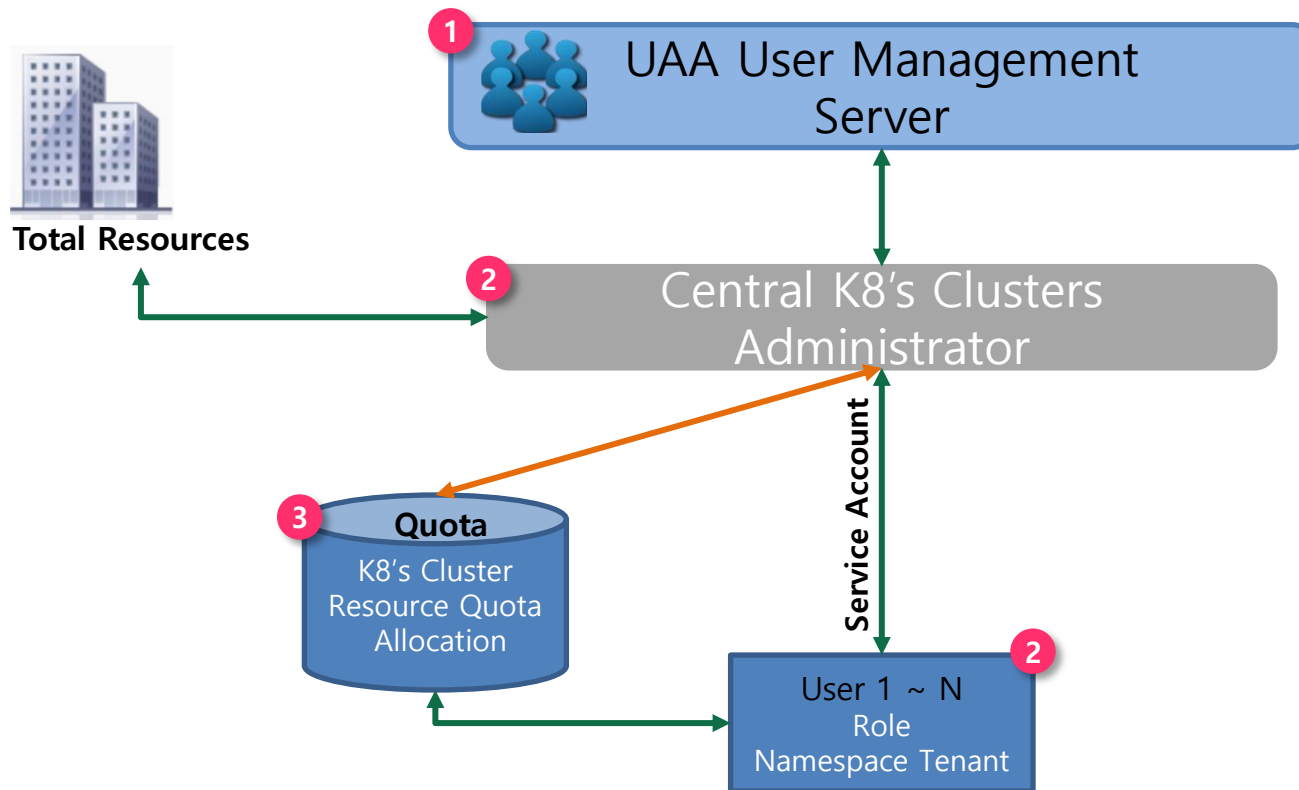 1
UAA User Management
Server
Total Resources
2
Central K8's Clusters
Administrator
Service Account
3
Quota
K8's Cluster
Resource Quota
Allocation
2
User 1 ~ N
Role
Namespace Tenant